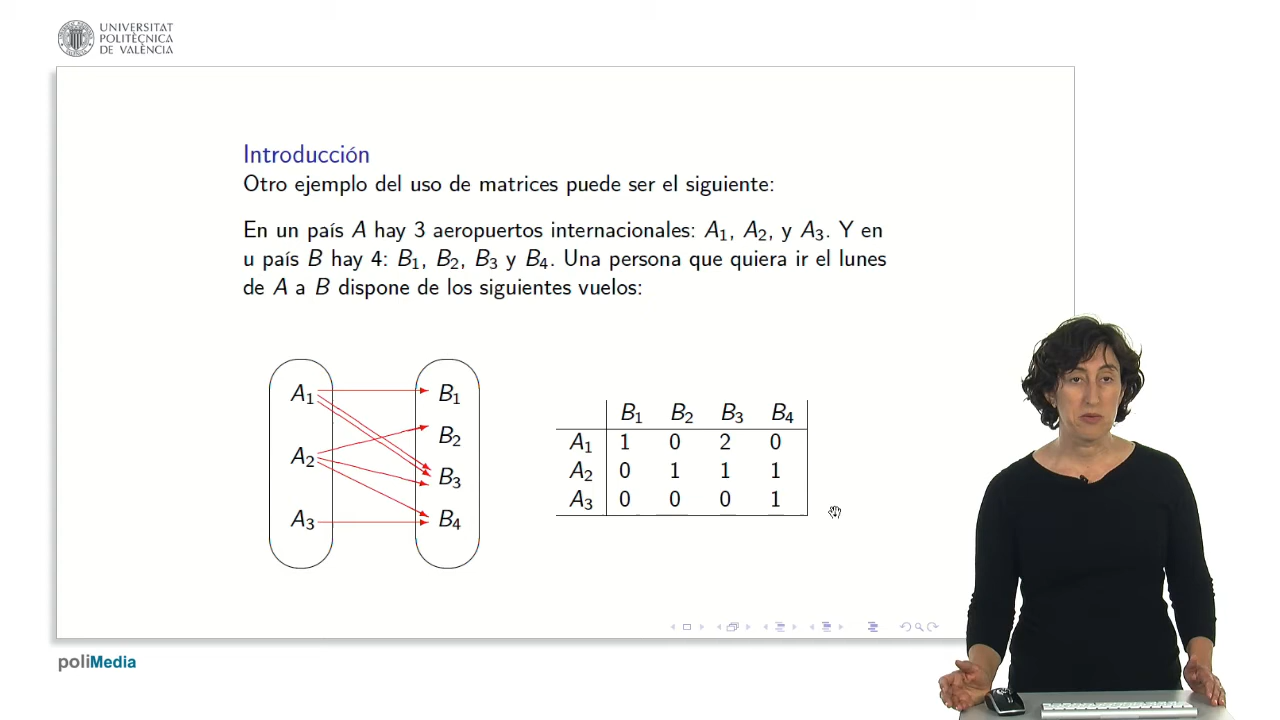 UNIVERSITAT
POLITÈCNICA
DE VALÈNCIA
Introducción
Otro ejemplo del uso de matrices puede ser el siguiente:
En un país A hay 3 aeropuertos internacionales: A₁, A₂, y A₃. Y en
u país B hay 4: B₁, B₂, B₃ y B₄. Una persona que quiera ir el lunes
de A a B dispone de los siguientes vuelos:
A₁ B₁
B₂
A₂ B₃
A₃ B₄
B₁ B₂ B₃ B₄
A₁ 1 0 2 0
A₂ 0 1 1 1
A₃ 0 0 0 1
poliMedia